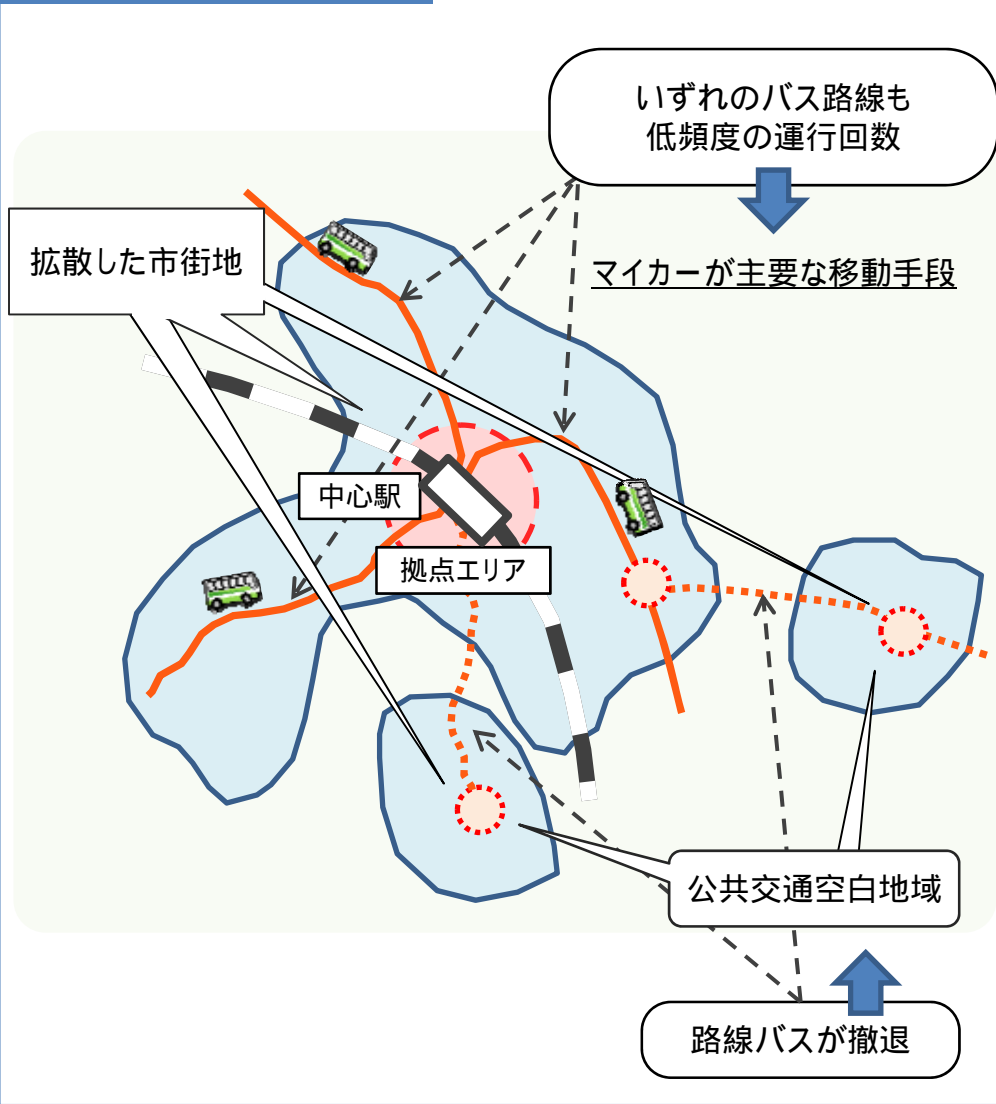 いずれのバス路線も
低頻度の運行回数
マイカーが主要な移動手段
拡散した市街地
中心駅
拠点エリア
公共交通空白地域
路線バスが撤退